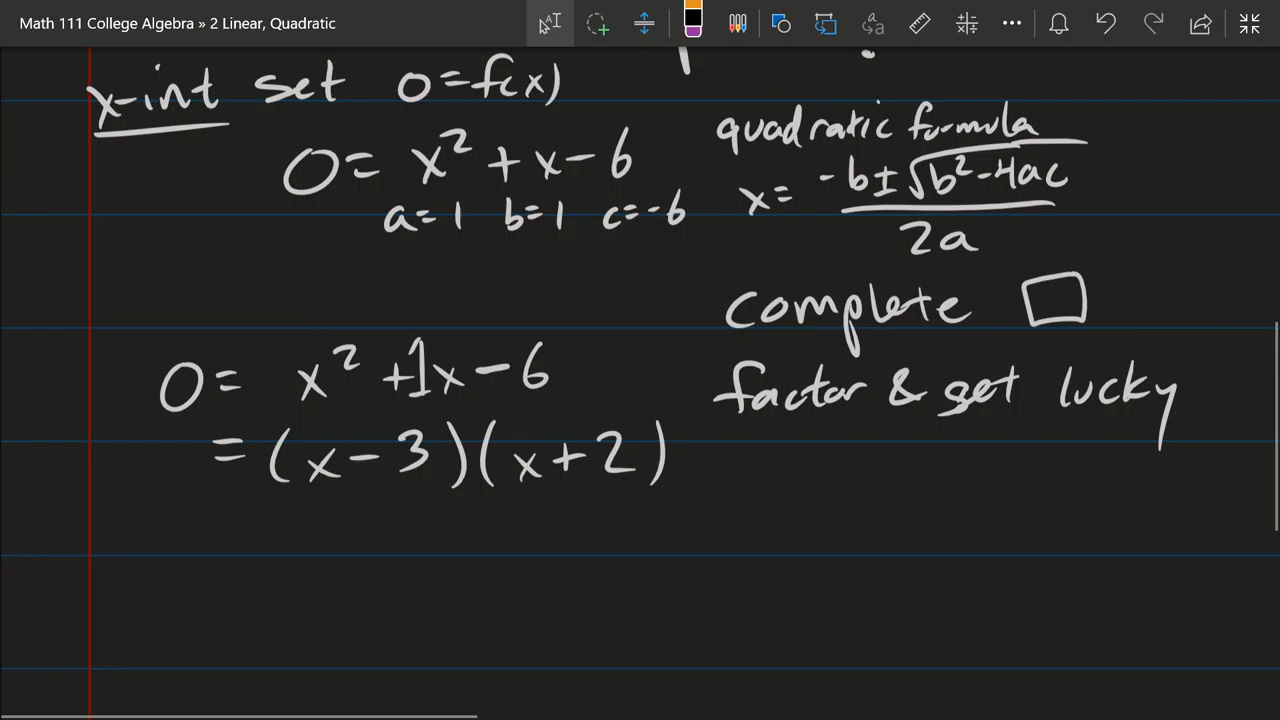 Math 111 College Algebra » 2 Linear, Quadratic
x-int set 0=f(x)
0= x² + x - 6
a=1 b=1 c=-6
quadratic formula
x= -b±√b²-4ac
2a
complete □
0= x² +1x - 6
factor & get lucky
= (x-3)(x+2)